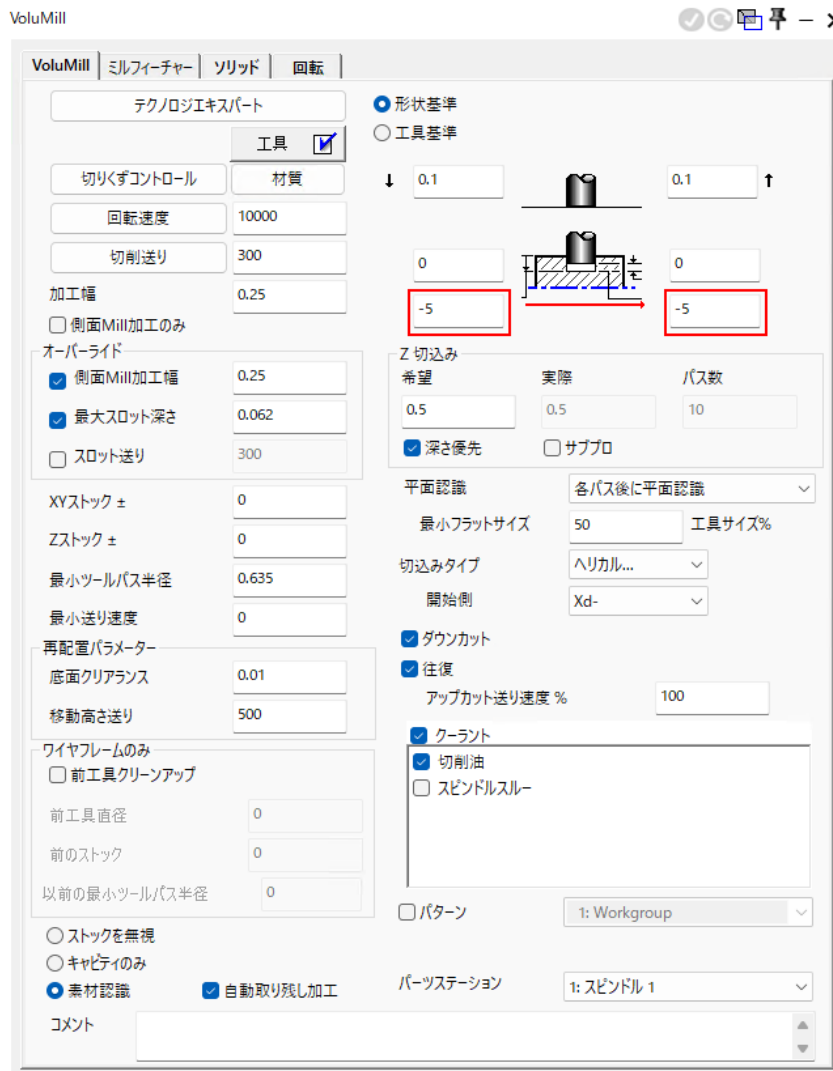 VoluMill
VoluMill ミルフィーチャー ソリッド 回転
テクノロジエキスパート
工具
切りくずコントロール 材質
回転速度 10000
切削送り 300
加工幅 0.25
側面Mill加工のみ
オーバーライド
側面Mill加工幅 0.25
最大スロット深さ 0.062
スロット送り 300
XYストック ± 0
Zストック ± 0
最小ツールパス半径 0.635
最小送り速度 0
再配置パラメーター
底面クリアランス 0.01
移動高さ送り 500
ワイヤフレームのみ
前工具クリーンアップ
前工具直径 0
前のストック 0
以前の最小ツールパス半径 0
ストックを無視
キャビティのみ
素材認識 自動取り残し加工
コメント
形状基準
工具基準
↓ 0.1 0.1 ↑
0 0
-5 -5
Z 切込み
希望 実際 パス数
0.5 0.5 10
深さ優先 サブプロ
平面認識 各パス後に平面認識
最小フラットサイズ 50 工具サイズ%
切込みタイプ ヘリカル...
開始側 Xd-
ダウンカット
往復
アップカット送り速度 % 100
クーラント
切削油
スピンドルスルー
パターン 1: Workgroup
パーツステーション 1: スピンドル 1